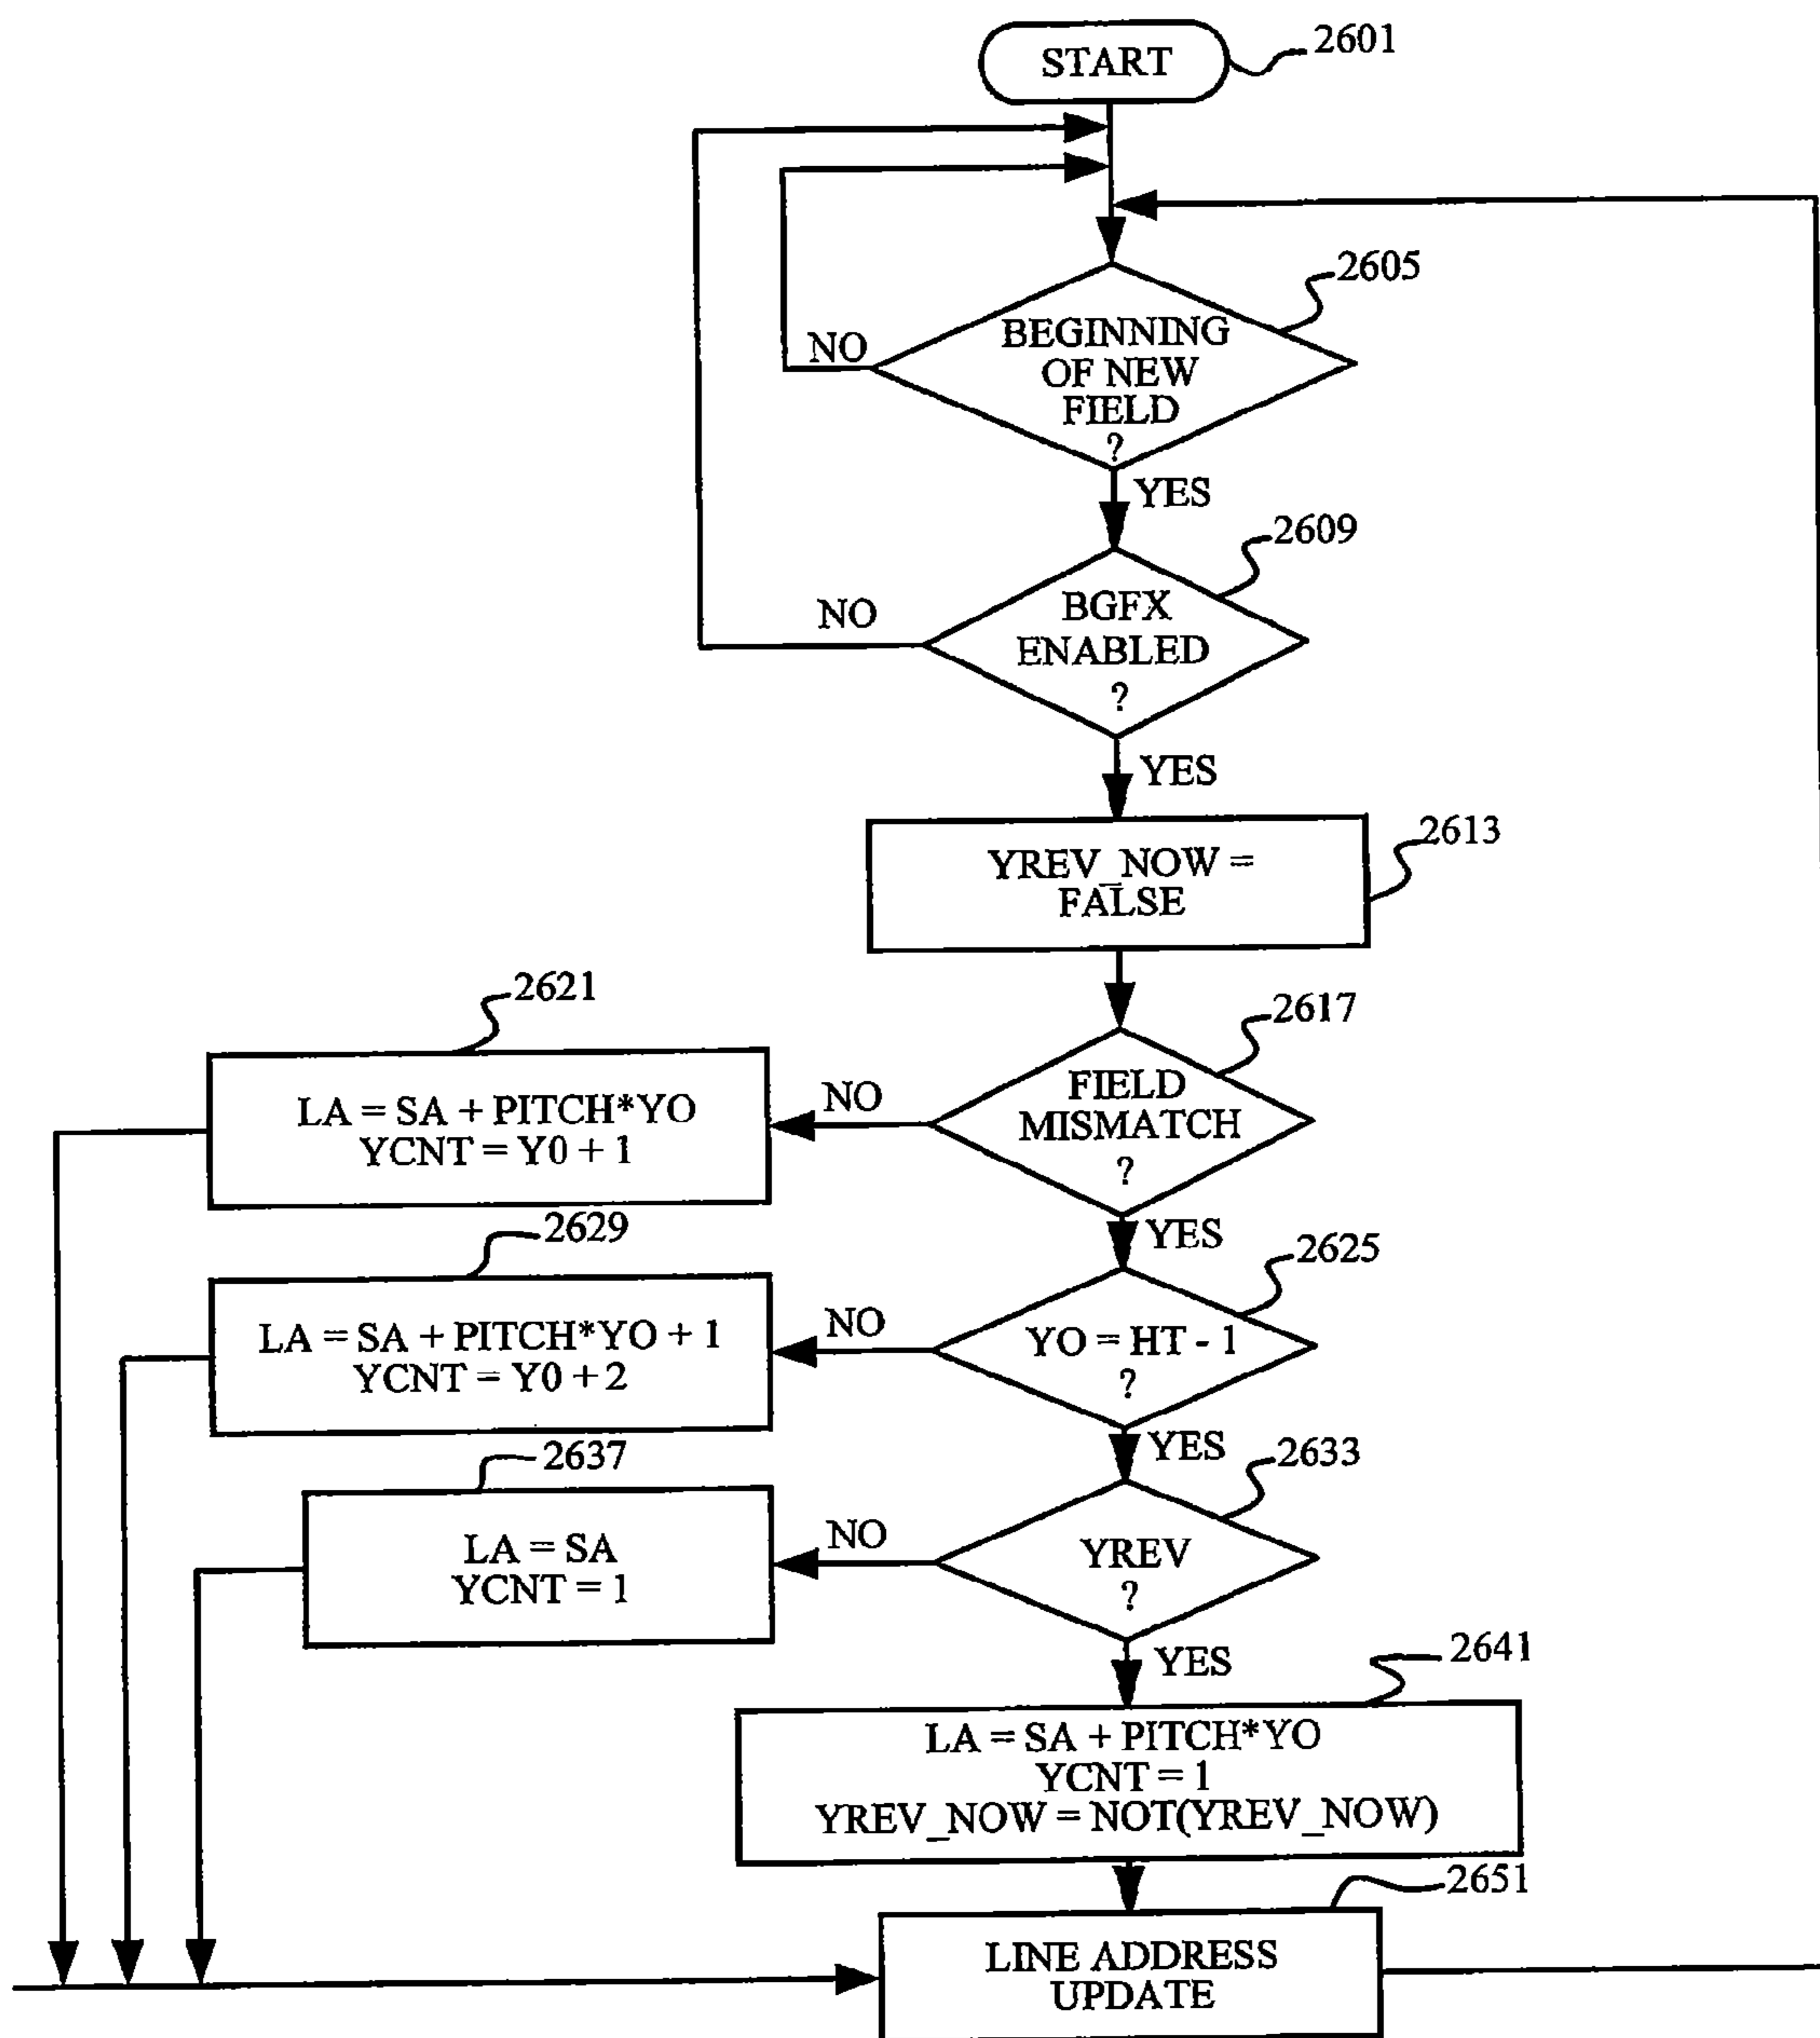 START
2601
2605
BEGINNING
OF NEW
FIELD
?
NO
YES
2609
BGFX
ENABLED
?
NO
YES
2613
YREV_NOW =
FALSE
2621
2617
LA = SA + PITCH*YO
YCNT = Y0 + 1
NO
FIELD
MISMATCH
?
YES
2629
2625
LA = SA + PITCH*YO + 1
YCNT = Y0 + 2
NO
YO = HT - 1
?
YES
2637
2633
LA = SA
YCNT = 1
NO
YREV
?
YES
2641
LA = SA + PITCH*YO
YCNT = 1
YREV_NOW = NOT(YREV_NOW)
2651
LINE ADDRESS
UPDATE